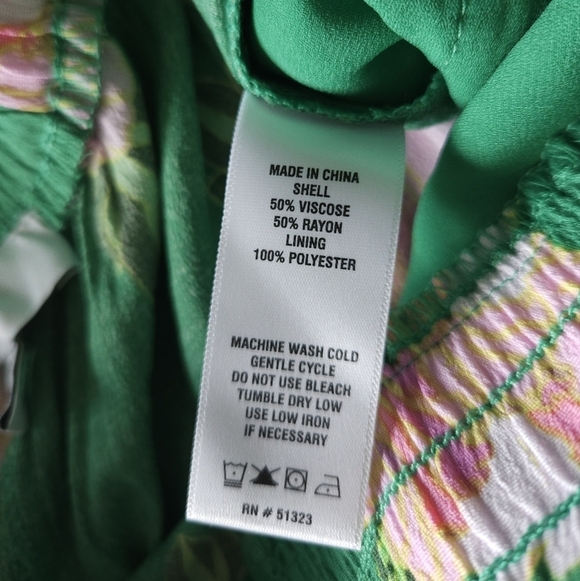 MADE IN CHINA
SHELL
50% VISCOSE
50% RAYON
LINING
100% POLYESTER
MACHINE WASH COLD
GENTLE CYCLE
DO NOT USE BLEACH
TUMBLE DRY LOW
USE LOW IRON
IF NECESSARY
RN # 51323